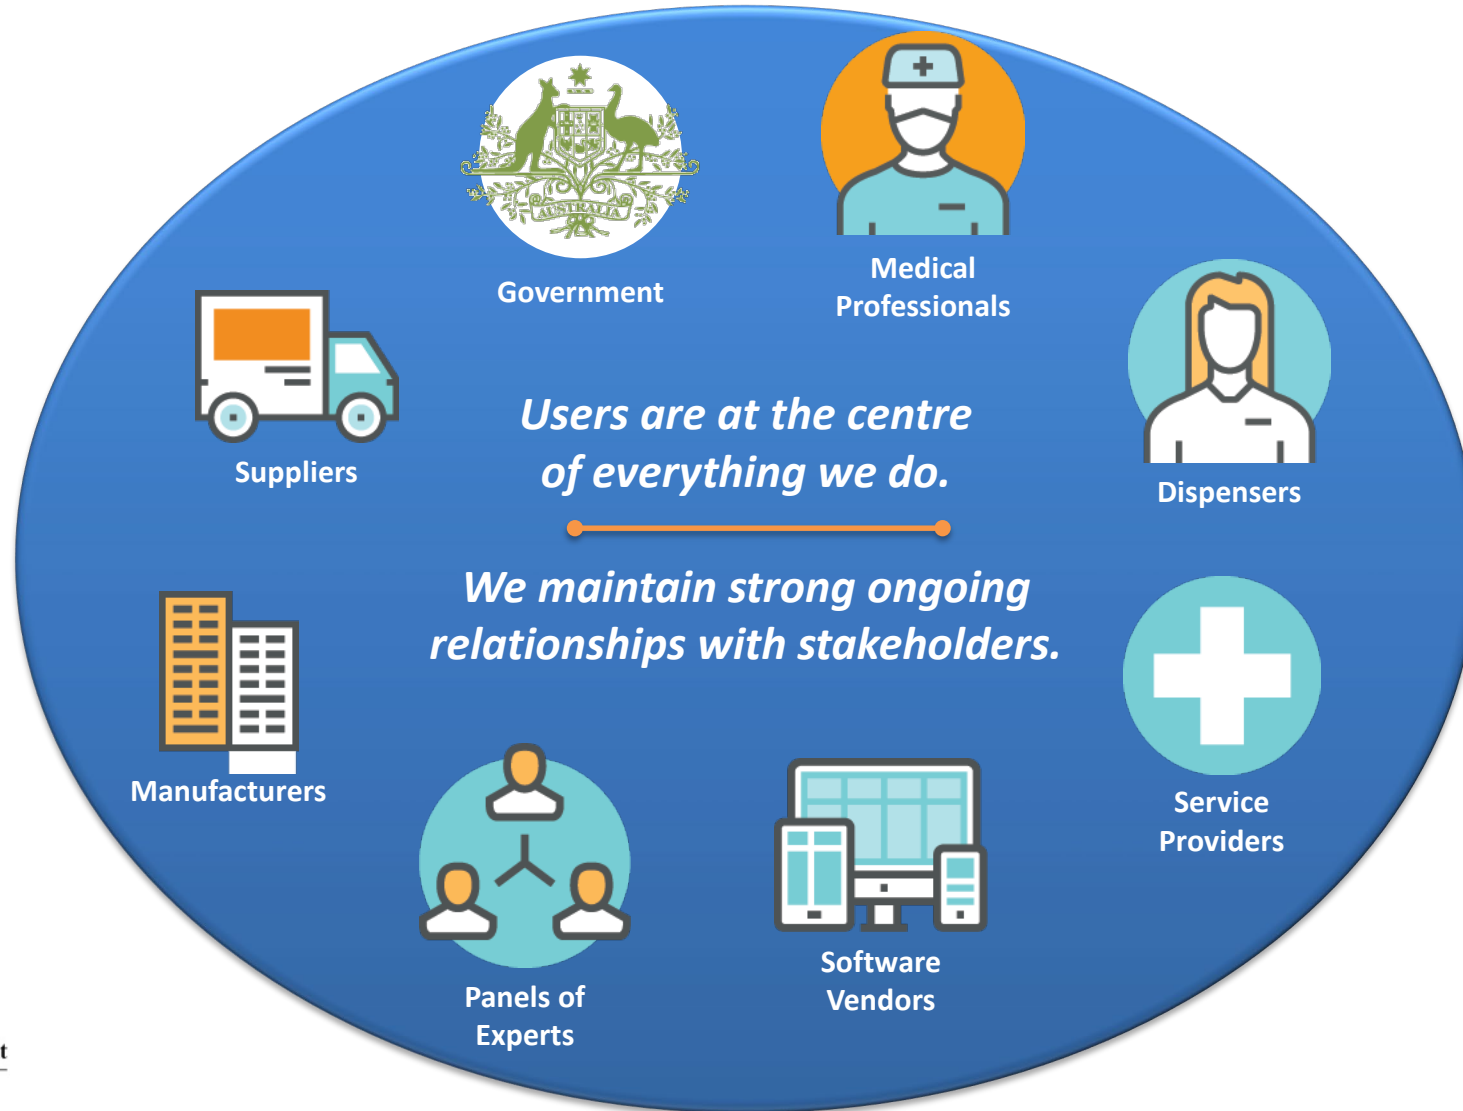 AUSTRALIA
Government
Medical
Professionals
Suppliers
Users are at the centre
of everything we do.
Dispensers
We maintain strong ongoing
relationships with stakeholders.
Manufacturers
Service
Providers
Software
Vendors
Panels of
Experts
t